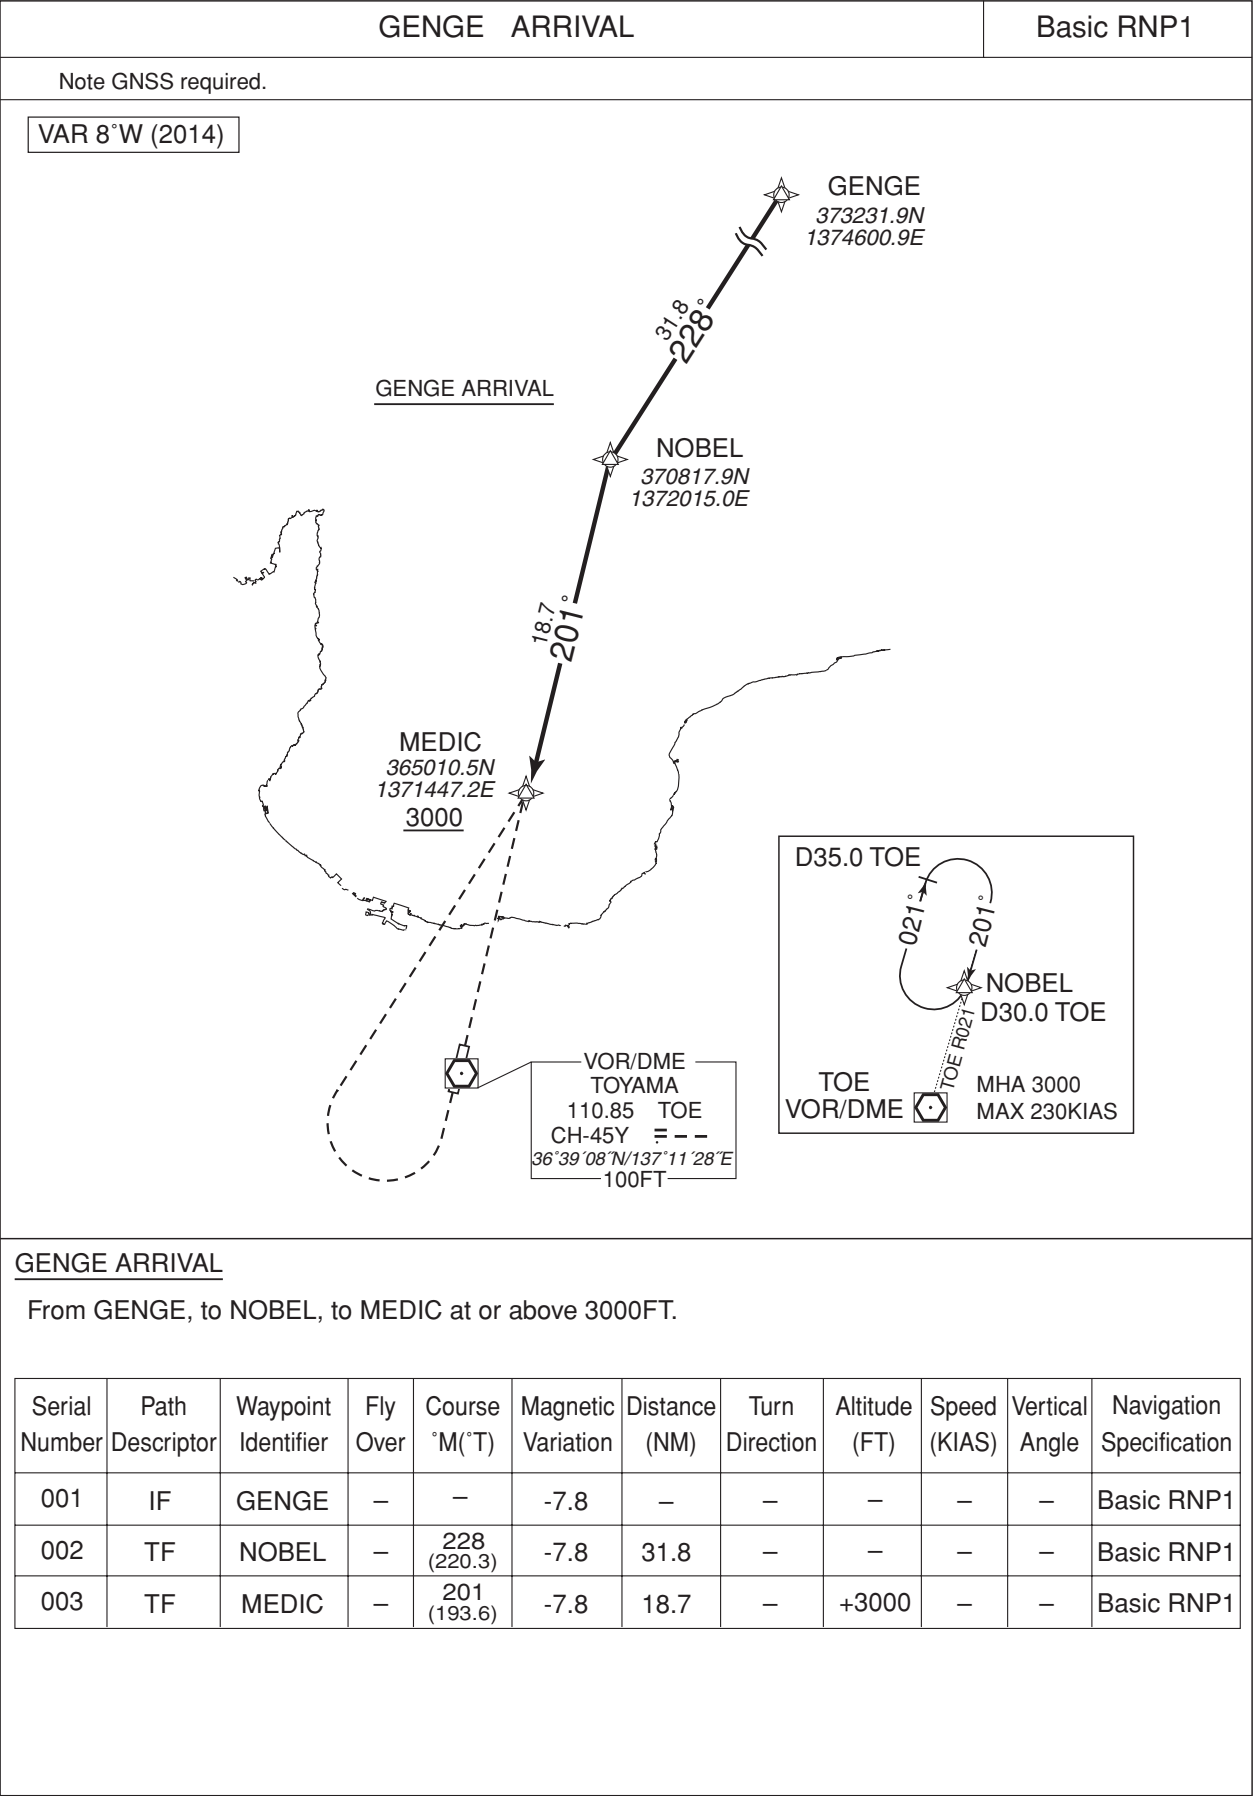 GENGE ARRIVAL
Basic RNP1
Note GNSS required.
VAR 8˚W (2014)
GENGE
373231.9N
1374600.9E
31.8
228˚
GENGE ARRIVAL
NOBEL
370817.9N
1372015.0E
18.7
201˚
MEDIC
365010.5N
1371447.2E
3000
VOR/DME
TOYAMA
110.85 TOE
CH-45Y
36˚39´08˝N/137˚11´28˝E
100FT
D35.0 TOE
021˚
201˚
NOBEL
D30.0 TOE
TOE R021
TOE
VOR/DME
MHA 3000
MAX 230KIAS
GENGE ARRIVAL
From GENGE, to NOBEL, to MEDIC at or above 3000FT.
Serial Number Path Descriptor Waypoint Identifier Fly Over Course ˚M(˚T) Magnetic Variation Distance (NM) Turn Direction Altitude (FT) Speed (KIAS) Vertical Angle Navigation Specification
001 IF GENGE – – -7.8 – – – – – Basic RNP1
002 TF NOBEL – 228 (220.3) -7.8 31.8 – – – – Basic RNP1
003 TF MEDIC – 201 (193.6) -7.8 18.7 – +3000 – – Basic RNP1